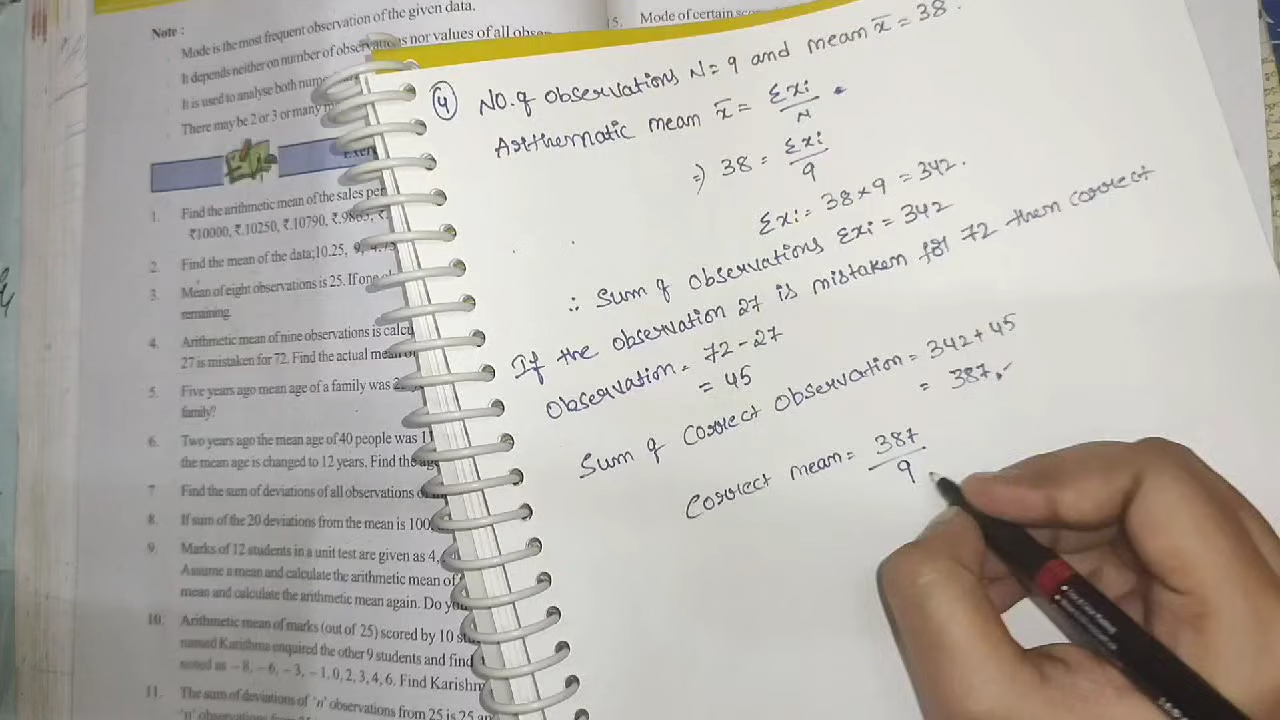 Note :
Mode is the most frequent observation of the given data.
It depends neither on number of observations nor values of all obse
It is used to analyse both num
There may be 2 or 3 or many m
15. Mode of certain
Exer
1. Find the arithmetic mean of the sales per
₹10000, ₹.10250, ₹.10790, ₹.9865, ₹.
2. Find the mean of the data;10.25, 9, 4.75
3. Mean of eight observations is 25. If one
remaining.
4. Arithmetic mean of nine observations is calcu
27 is mistaken for 72. Find the actual mean
5. Five years ago mean age of a family was 2
family?
6. Two years ago the mean age of 40 people was 1
the mean age is changed to 12 years. Find the age
7 Find the sum of deviations of all observations o
8. If sum of the 20 deviations from the mean is 100,
9. Marks of 12 students in a unit test are given as 4,
Assume a mean and calculate the arithmetic mean of
mean and calculate the arithmetic mean again. Do you
10. Arithmetic mean of marks (out of 25) scored by 10 st
named Karishma enquired the other 9 students and find
noted as −8, −6, −3, −1, 0, 2, 3, 4, 6. Find Karishm
11. The sum of deviations of 'n' observations from 25 is 25 an
'n' observations from
4 NO. of observations N = 9 and mean x̄ = 38.
Arithematic mean x̄ = Σxi/N
⇒ 38 = Σxi/9
Σxi = 38×9 = 342.
∴ Sum of observations Σxi = 342
If the observation 27 is mistaken for 72 then correct
observation = 72 - 27
= 45
Sum of correct observation = 342 + 45
= 387.
Correct mean = 387/9